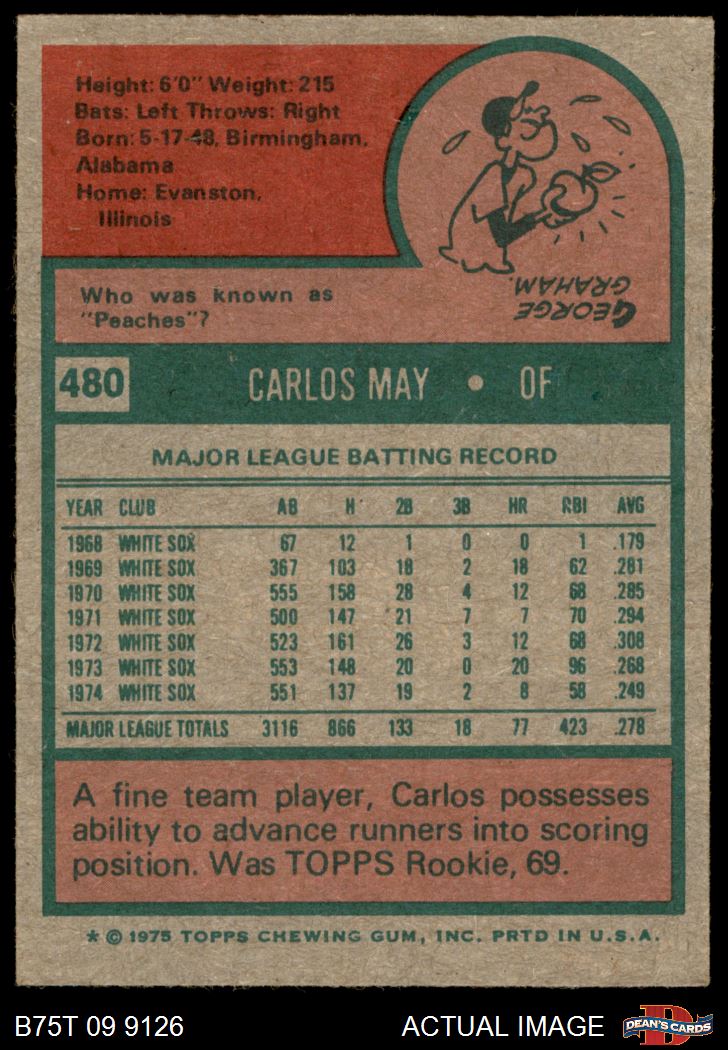 Height: 6'0" Weight: 215
Bats: Left Throws: Right
Born: 5-17-48, Birmingham,
Alabama
Home: Evanston,
Illinois
Who was known as
"Peaches"?
GEORGE
GRAHAM.
480 CARLOS MAY • OF
MAJOR LEAGUE BATTING RECORD
YEAR CLUB AB H 2B 3B HR RBI AVG
1968 WHITE SOX 67 12 1 0 0 1 .179
1969 WHITE SOX 367 103 18 2 18 62 .281
1970 WHITE SOX 555 158 28 4 12 68 .285
1971 WHITE SOX 500 147 21 7 7 70 .294
1972 WHITE SOX 523 161 26 3 12 68 .308
1973 WHITE SOX 553 148 20 0 20 96 .268
1974 WHITE SOX 551 137 19 2 8 58 .249
MAJOR LEAGUE TOTALS 3116 866 133 18 77 423 .278
A fine team player, Carlos possesses
ability to advance runners into scoring
position. Was TOPPS Rookie, 69.
* © 1975 TOPPS CHEWING GUM, INC. PRTD IN U.S.A.
B75T 09 9126 ACTUAL IMAGE
D
DEAN'S CARDS